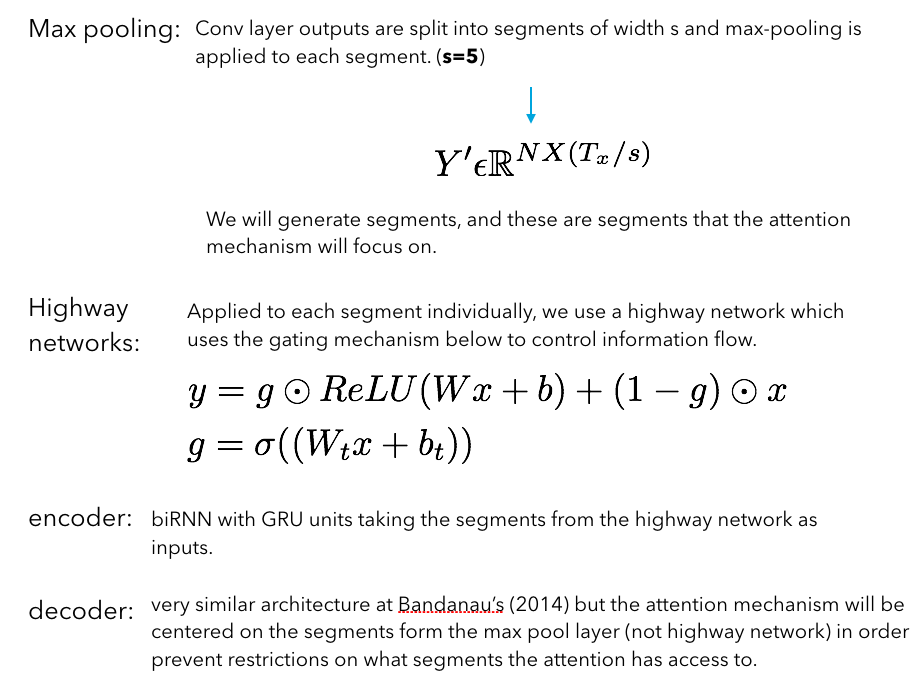 Max pooling: Conv layer outputs are split into segments of width s and max-pooling is
applied to each segment. (s=5)
Y′ϵℝ^{NX(T_x/s)}
We will generate segments, and these are segments that the attention
mechanism will focus on.
Highway
networks:
Applied to each segment individually, we use a highway network which
uses the gating mechanism below to control information flow.
y = g ⊙ ReLU(Wx + b) + (1 − g) ⊙ x
g = σ((W_t x + b_t))
encoder: biRNN with GRU units taking the segments from the highway network as
inputs.
decoder: very similar architecture at Bandanau's (2014) but the attention mechanism will be
centered on the segments form the max pool layer (not highway network) in order
prevent restrictions on what segments the attention has access to.